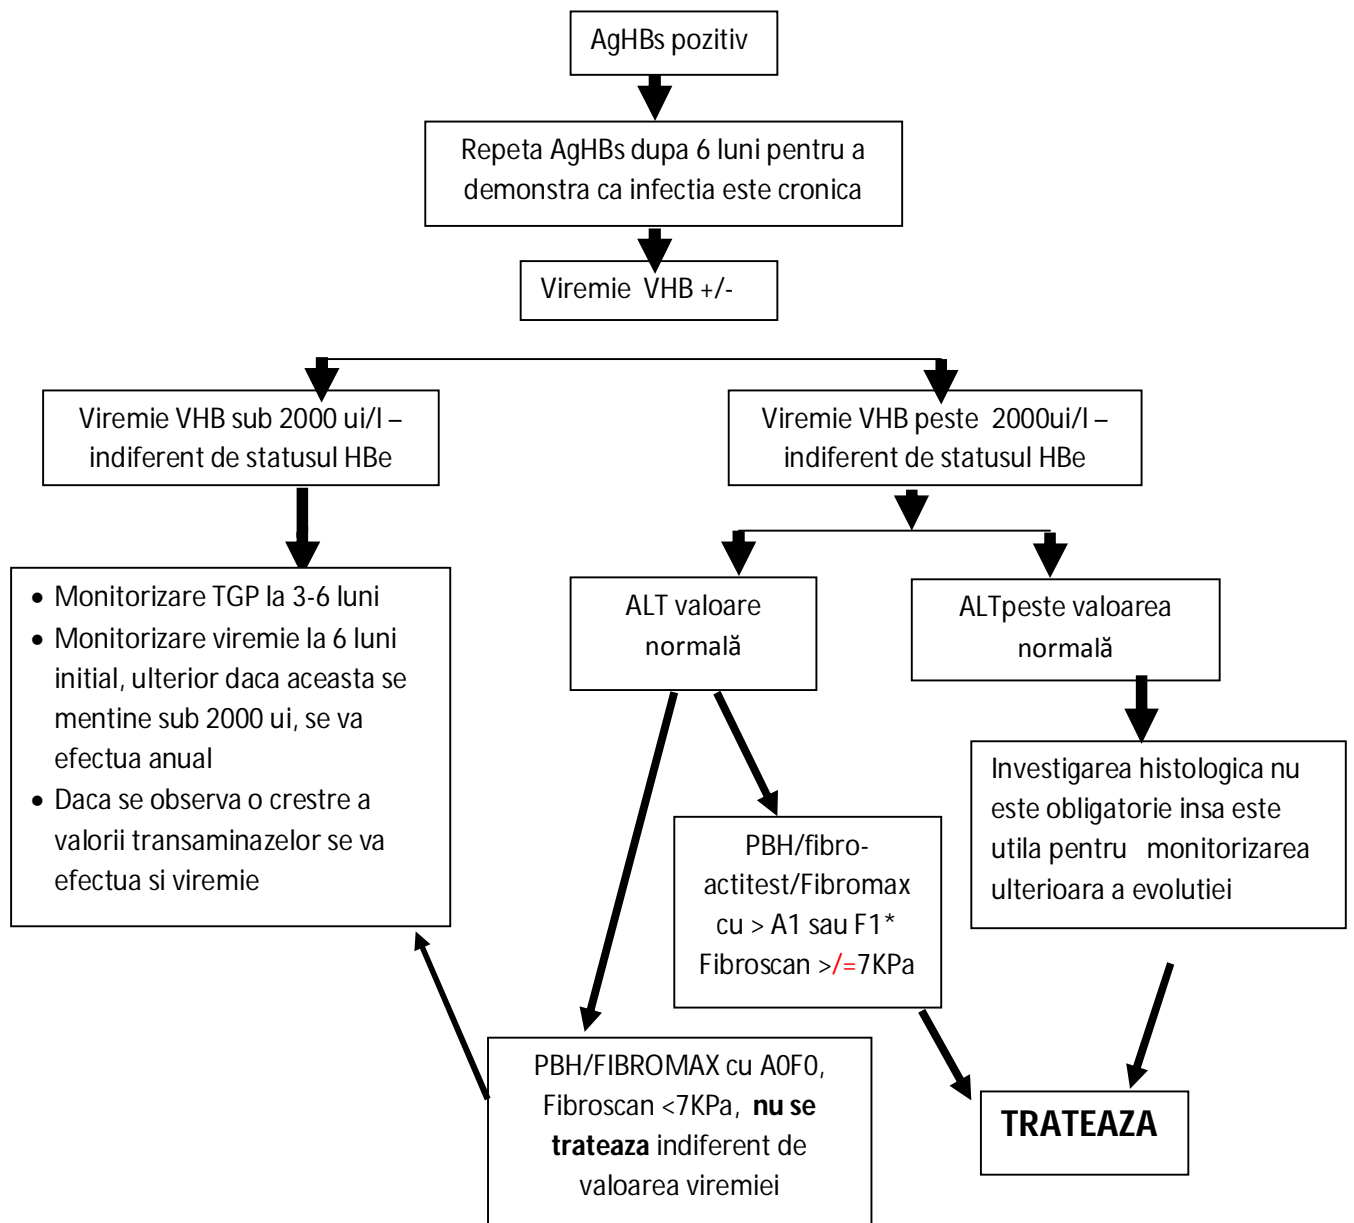 AgHBs pozitiv
Repeta AgHBs dupa 6 luni pentru a
demonstra ca infectia este cronica
Viremie VHB +/-
Viremie VHB sub 2000 ui/l –
indiferent de statusul HBe
Viremie VHB peste 2000ui/l –
indiferent de statusul HBe
• Monitorizare TGP la 3-6 luni
• Monitorizare viremie la 6 luni
initial, ulterior daca aceasta se
mentine sub 2000 ui, se va
efectua anual
• Daca se observa o crestre a
valorii transaminazelor se va
efectua si viremie
ALT valoare
normală
ALTpeste valoarea
normală
Investigarea histologica nu
este obligatorie insa este
utila pentru monitorizarea
ulterioara a evolutiei
PBH/fibro-
actitest/Fibromax
cu > A1 sau F1*
Fibroscan >/=7KPa
PBH/FIBROMAX cu A0F0,
Fibroscan <7KPa, nu se
trateaza indiferent de
valoarea viremiei
TRATEAZA